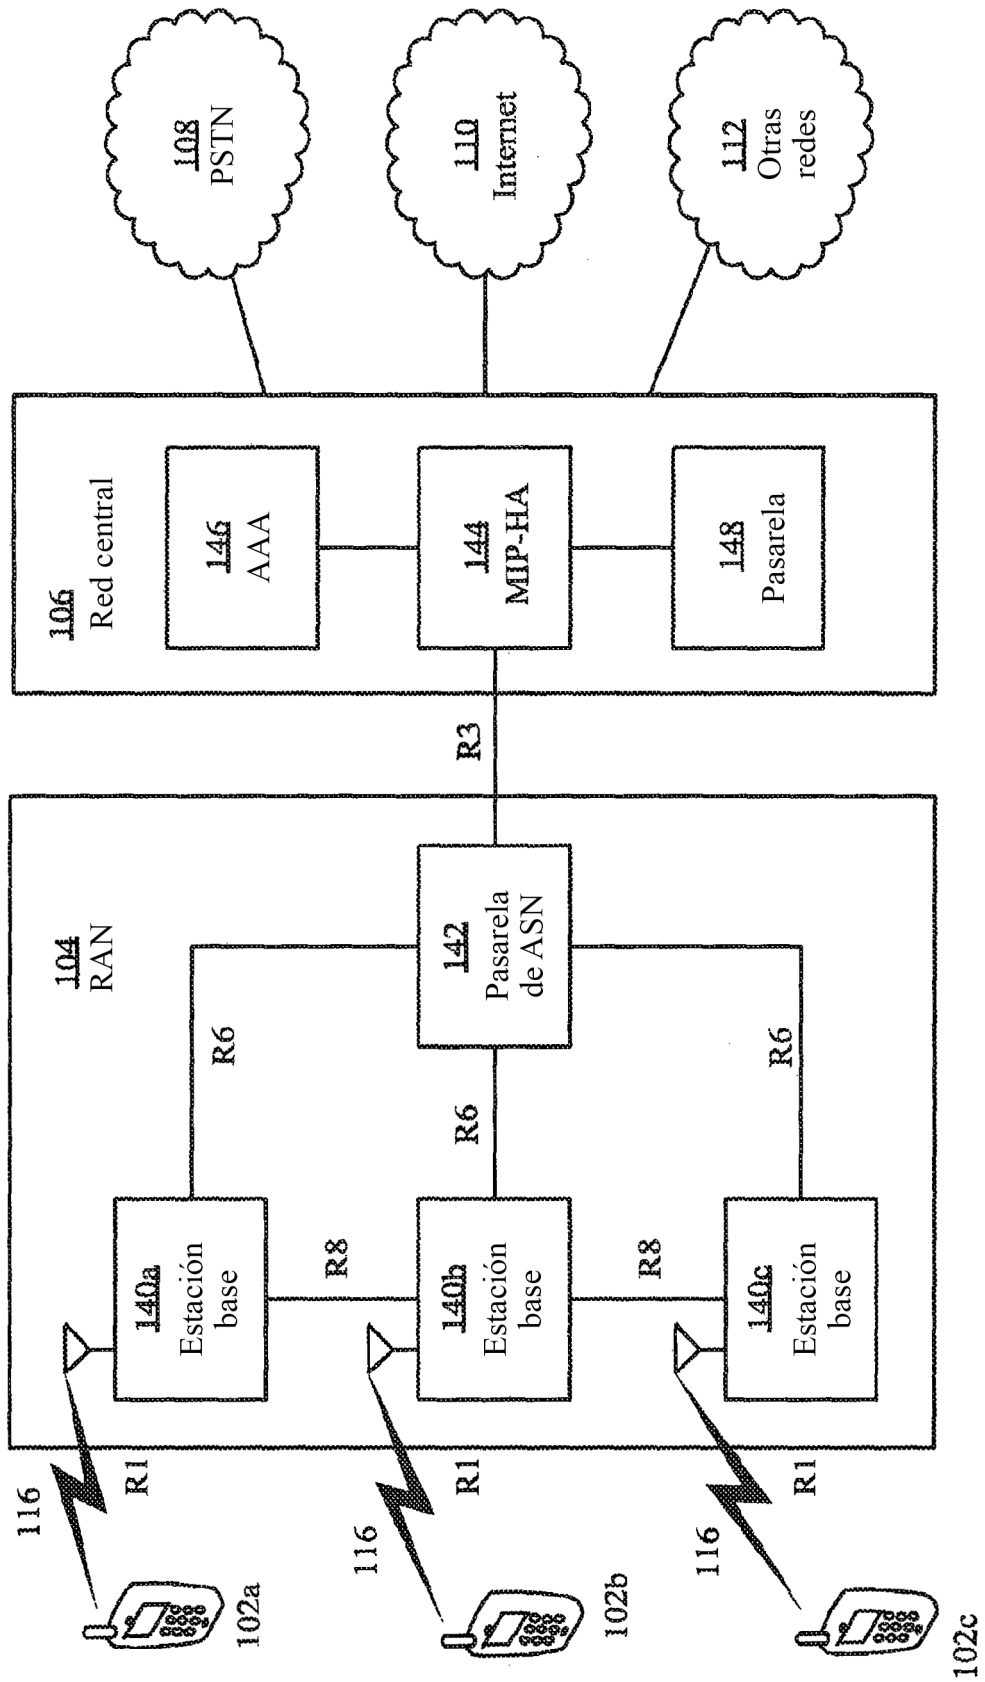 108
PSTN
110
Internet
112
Otras
redes
106
Red central
146
AAA
144
MIP-HA
148
Pasarela
R3
104
RAN
142
Pasarela
de ASN
R6
R6
R6
140a
Estación
base
R8
140b
Estación
base
R8
140c
Estación
base
116
R1
116
R1
116
R1
102a
102b
102c